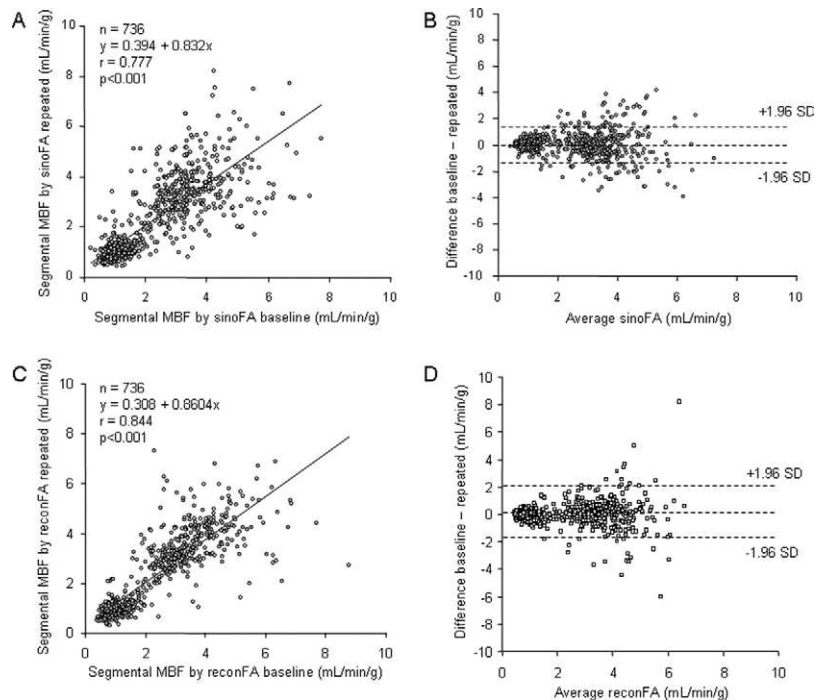 A
n = 736
y = 0.394 + 0.832x
r = 0.777
p<0.001
Segmental MBF by sinoFA repeated (mL/min/g)
10
8
6
4
2
0
0 2 4 6 8 10
Segmental MBF by sinoFA baseline (mL/min/g)
B
Difference baseline – repeated (mL/min/g)
10
8
6
4
2
0
-2
-4
-6
-8
-10
+1.96 SD
-1.96 SD
0 2 4 6 8 10
Average sinoFA (mL/min/g)
C
n = 736
y = 0.308 + 0.8604x
r = 0.844
p<0.001
Segmental MBF by reconFA repeated (mL/min/g)
10
8
6
4
2
0
0 2 4 6 8 10
Segmental MBF by reconFA baseline (mL/min/g)
D
Difference baseline – repeated (mL/min/g)
10
8
6
4
2
0
-2
-4
-6
-8
-10
+1.96 SD
-1.96 SD
0 2 4 6 8 10
Average reconFA (mL/min/g)